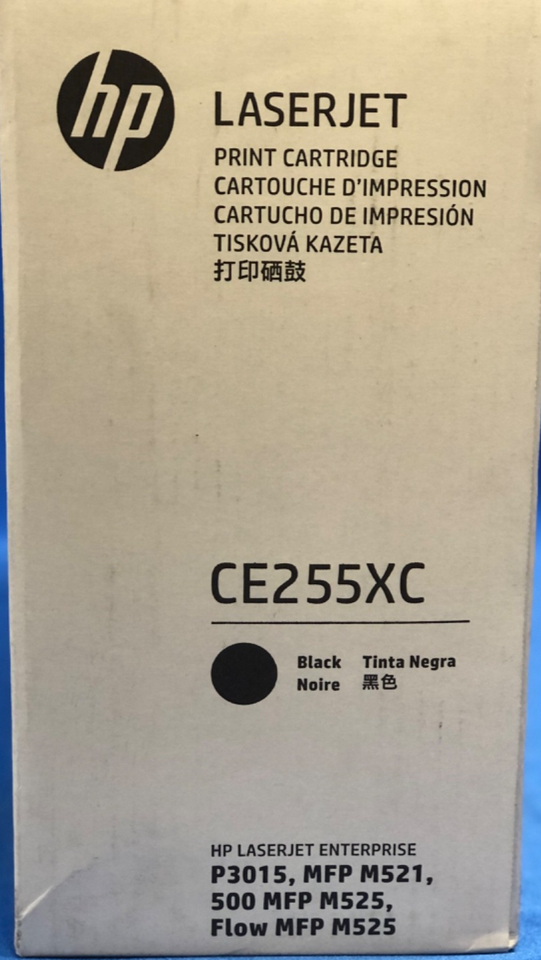 hp
LASERJET
PRINT CARTRIDGE
CARTOUCHE D'IMPRESSION
CARTUCHO DE IMPRESIÓN
TISKOVÁ KAZETA
打印硒鼓
CE255XC
Black Tinta Negra
Noire 黑色
HP LASERJET ENTERPRISE
P3015, MFP M521,
500 MFP M525,
Flow MFP M525